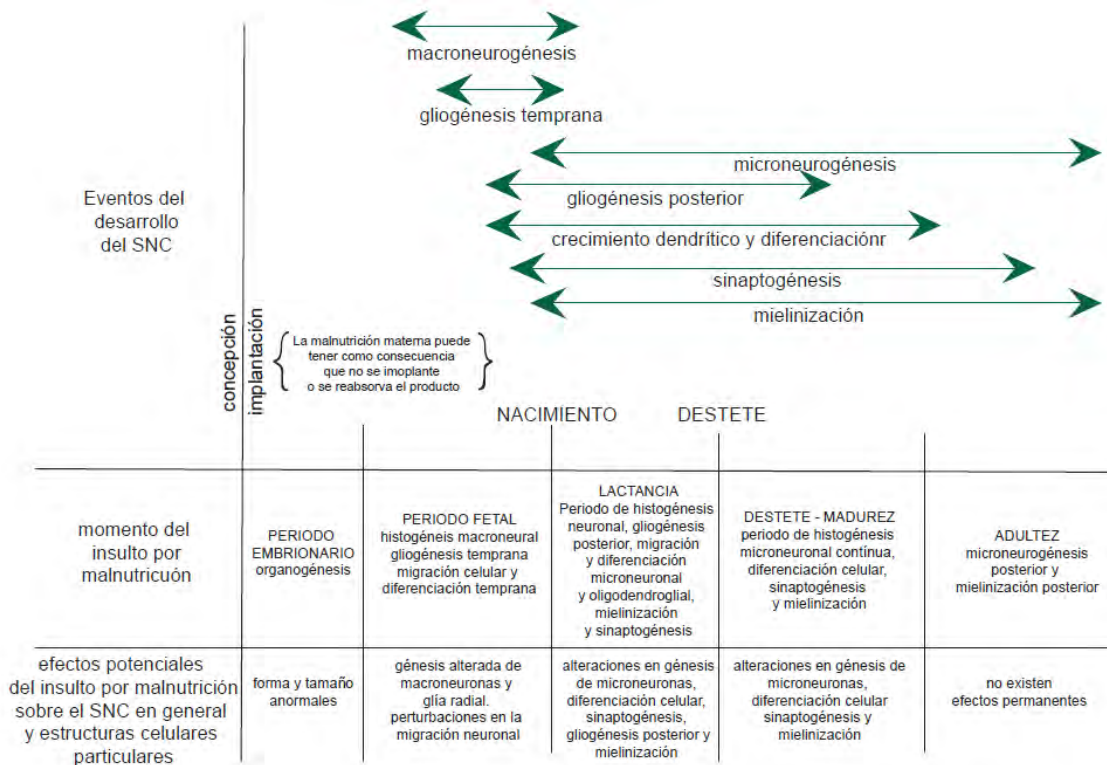 macroneurogénesis
gliogénesis temprana
microneurogénesis
gliogénesis posterior
crecimiento dendrítico y diferenciaciónr
sinaptogénesis
mielinización
Eventos del
desarrollo
del SNC
concepción
implantación
La malnutrición materna puede
tener como consecuencia
que no se imoplante
o se reabsorva el producto
NACIMIENTO
DESTETE
momento del
insulto por
malnutricuón
PERIODO
EMBRIONARIO
organogénesis
PERIODO FETAL
histogéneis macroneural
gliogénesis temprana
migración celular y
diferenciación temprana
LACTANCIA
Periodo de histogénesis
neuronal, gliogénesis
posterior, migración
y diferenciación
microneuronal
y oligodendroglial,
mielinización
y sinaptogénesis
DESTETE - MADUREZ
periodo de histogénesis
microneuronal contínua,
diferenciación celular,
sinaptogénesis
y mielinización
ADULTEZ
microneurogénesis
posterior y
mielinización posterior
efectos potenciales
del insulto por malnutrición
sobre el SNC en general
y estructuras celulares
particulares
forma y tamaño
anormales
génesis alterada de
macroneuronas y
glía radial.
perturbaciones en la
migración neuronal
alteraciones en génesis
de microneuronas,
diferenciación celular,
sinaptogénesis,
gliogénesis posterior y
mielinización
alteraciones en génesis de
microneuronas,
diferenciación celular
sinaptogénesis y
mielinización
no existen
efectos permanentes